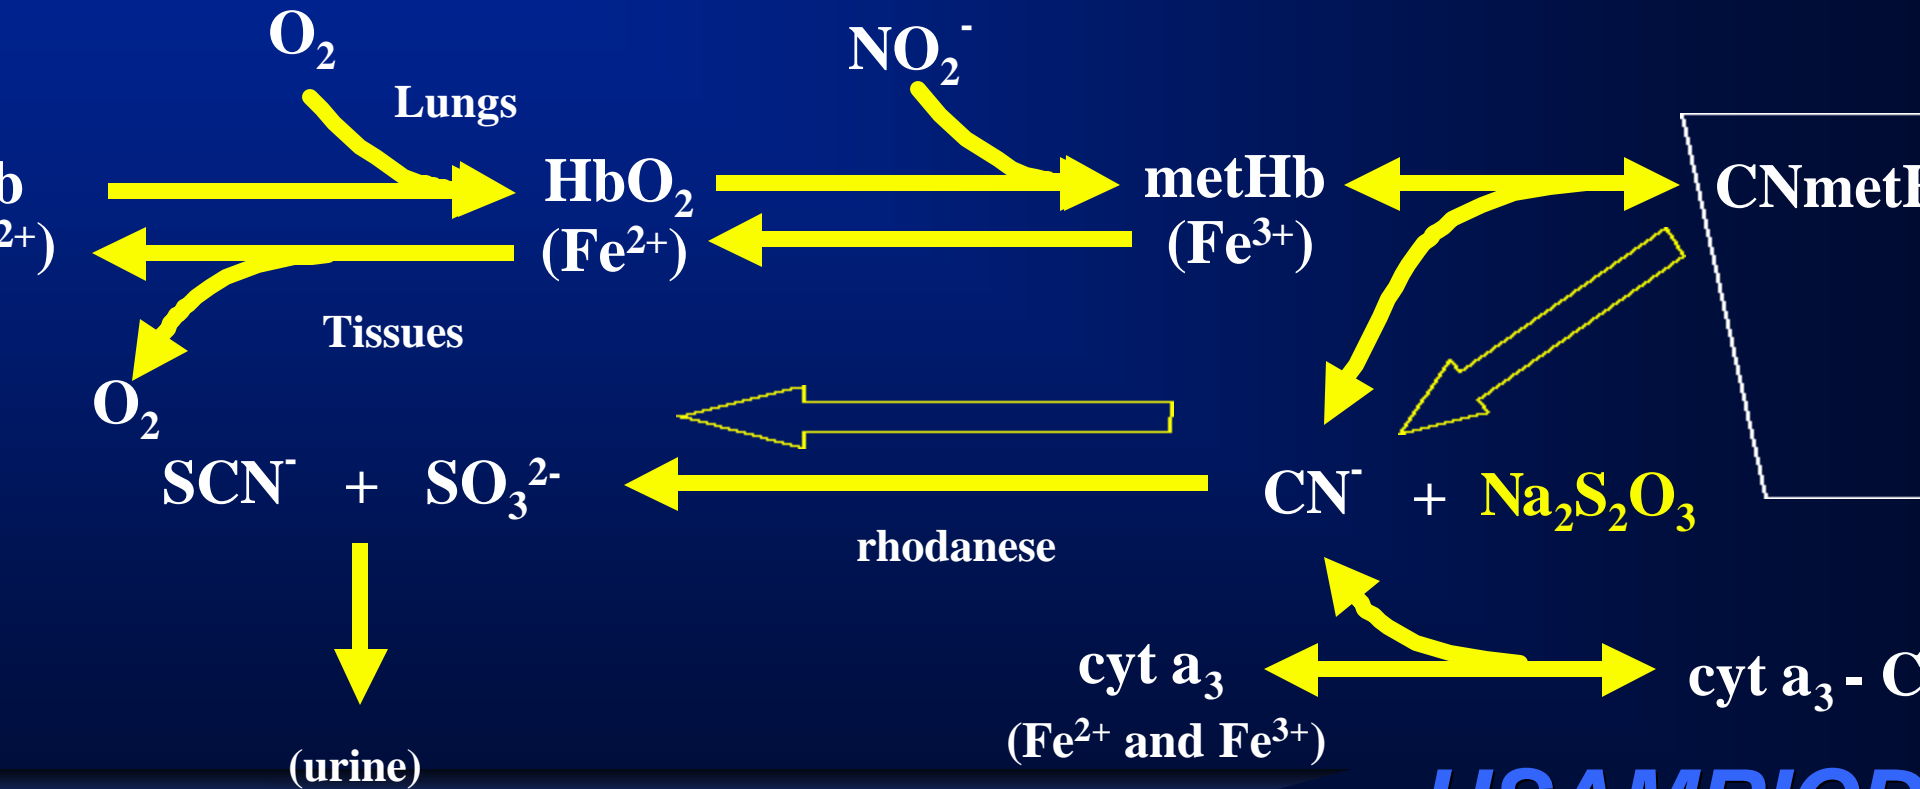 O₂
NO₂⁻
Lungs
b HbO₂ metHb CNmet
2+) (Fe²⁺) (Fe³⁺)
Tissues
O₂
SCN⁻ + SO₃²⁻ CN⁻ + Na₂S₂O₃
rhodanese
cyt a₃ cyt a₃ - C
(Fe²⁺ and Fe³⁺)
(urine)